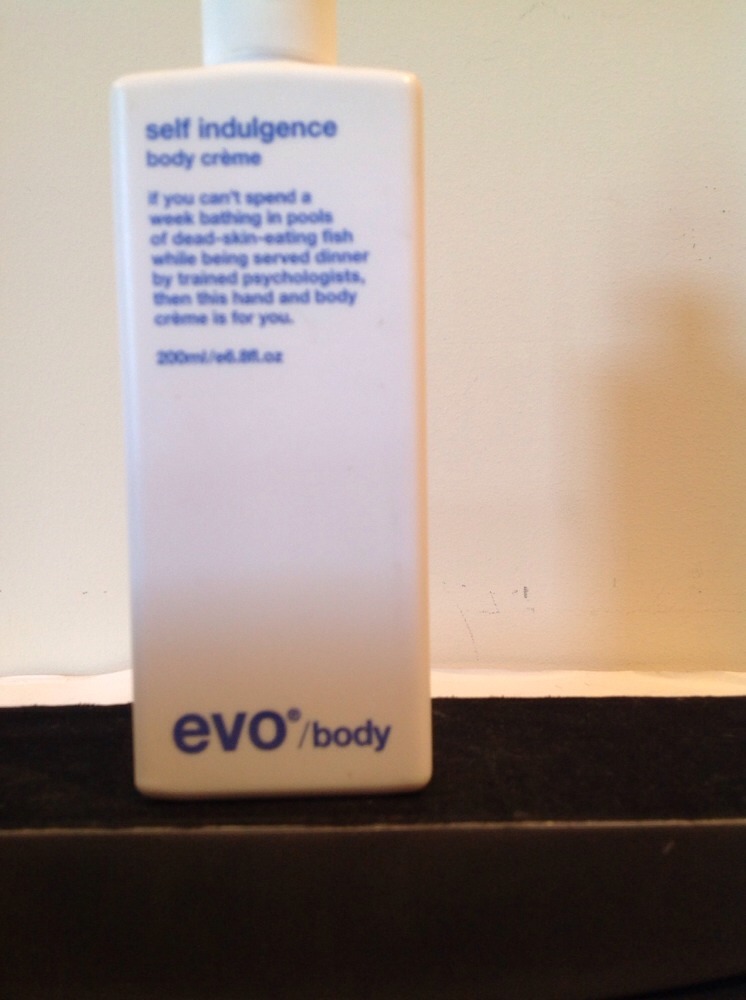 self indulgence
body crème
if you can't spend a
week bathing in pools
of dead-skin-eating fish
while being served dinner
by trained psychologists,
then this hand and body
crème is for you.
200ml/e6.8fl.oz
evo®/body